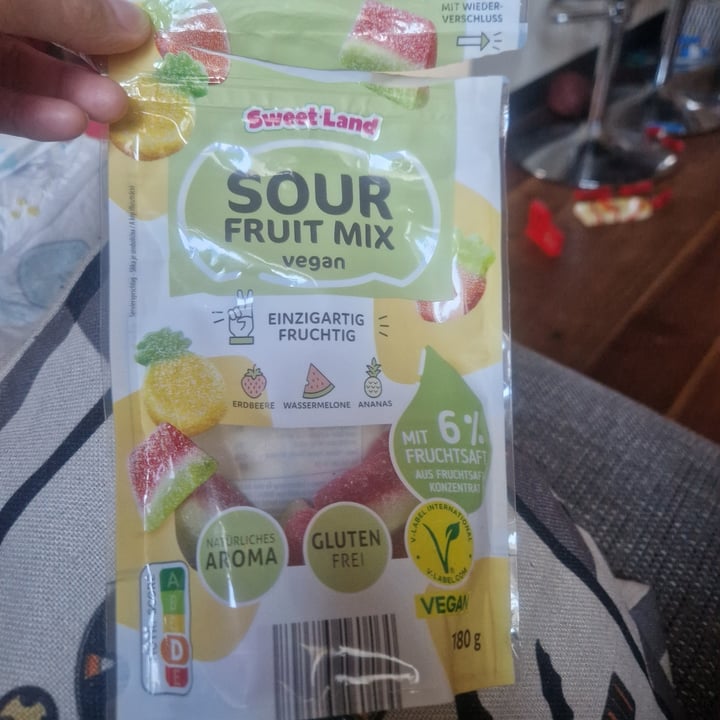 MIT WIEDER-
VERSCHLUSS
Sweet-Land
SOUR
FRUIT MIX
vegan
EINZIGARTIG
FRUCHTIG
ERDBEERE WASSERMELONE ANANAS
MIT 6%
FRUCHTSAFT
AUS FRUCHTSAFT
KONZENTRAT
NATÜRLICHES
AROMA
GLUTEN
FREI
V-LABEL INTERNATIONAL
V-LABEL.COM
VEGAN
180 g
A
B
C
D
E